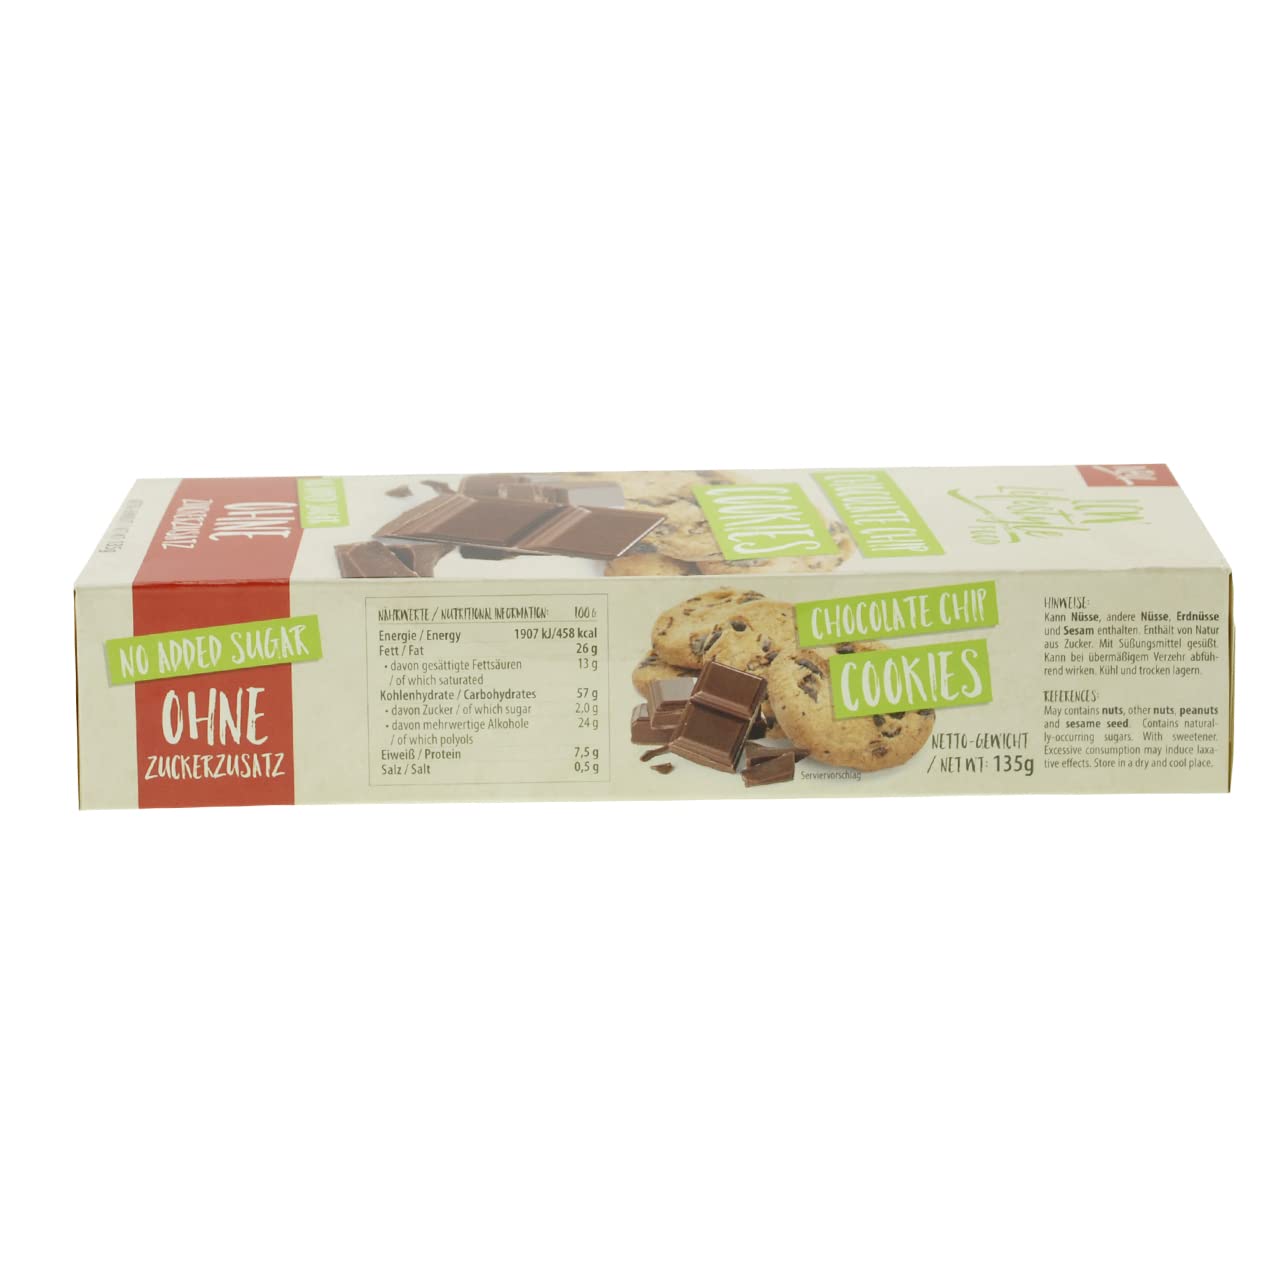 OHNE
ZUCKERZUSATZ
CHOCOLATE CHIP
COOKIES
NO ADDED SUGAR
OHNE
ZUCKERZUSATZ
NÄHRWERTE / NUTRITIONAL INFORMATION: 100 G
Energie / Energy 1907 kJ/458 kcal
Fett / Fat 26 g
• davon gesättigte Fettsäuren 13 g
/ of which saturated
Kohlenhydrate / Carbohydrates 57 g
• davon Zucker / of which sugar 2,0 g
• davon mehrwertige Alkohole 24 g
/ of which polyols
Eiweiß / Protein 7,5 g
Salz / Salt 0,5 g
CHOCOLATE CHIP
COOKIES
Serviervorschlag
NETTO-GEWICHT
/ NET WT: 135g
HINWEISE:
Kann Nüsse, andere Nüsse, Erdnüsse
und Sesam enthalten. Enthält von Natur
aus Zucker. Mit Süßungsmittel gesüßt.
Kann bei übermäßigem Verzehr abfüh-
rend wirken. Kühl und trocken lagern.
REFERENCES:
May contains nuts, other nuts, peanuts
and sesame seed. Contains natural-
ly-occurring sugars. With sweetener.
Excessive consumption may induce laxa-
tive effects. Store in a dry and cool place.